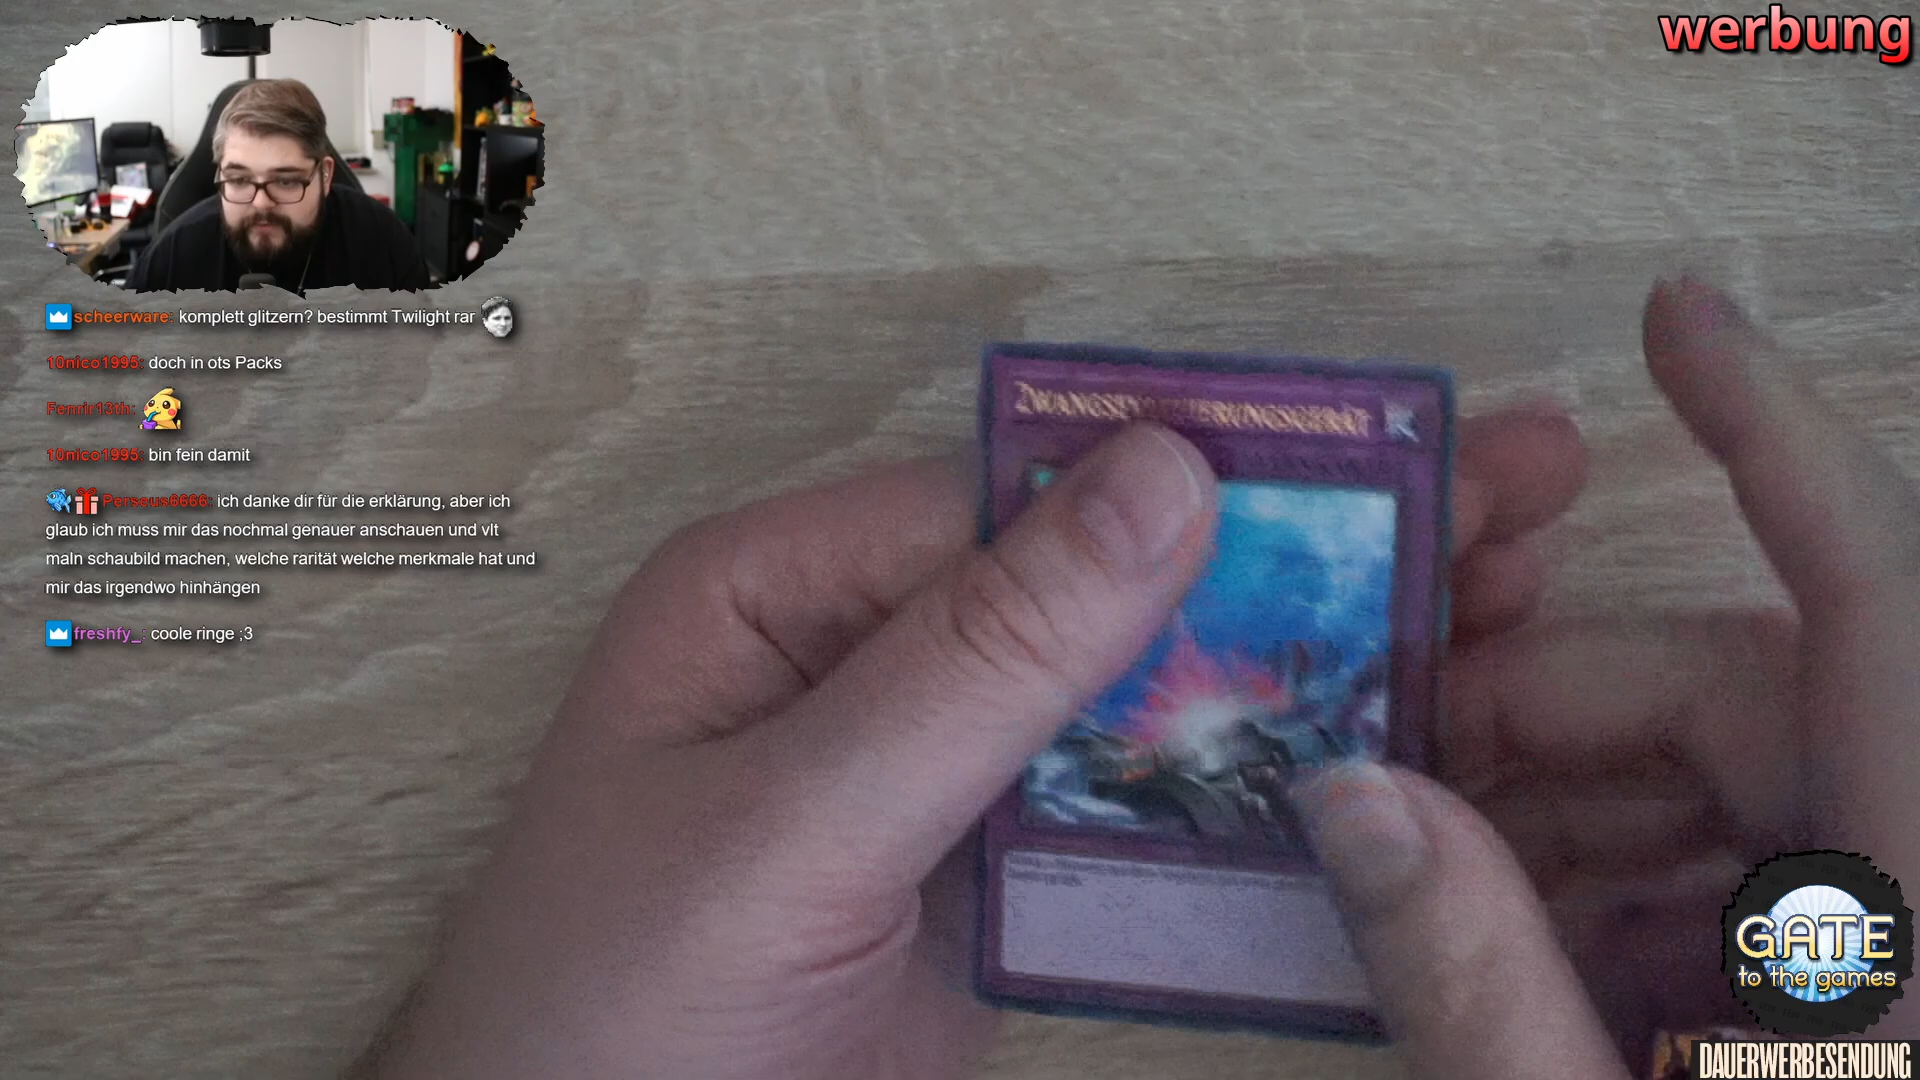 werbung
scheerware: komplett glitzern? bestimmt Twilight rar
10nico1995: doch in ots Packs
Fenrir13th:
10nico1995: bin fein damit
Perseus6666: ich danke dir für die erklärung, aber ich
glaub ich muss mir das nochmal genauer anschauen und vlt
maln schaubild machen, welche rarität welche merkmale hat und
mir das irgendwo hinhängen
freshfy_: coole ringe ;3
GATE
to the games
DAUERWERBESENDUNG